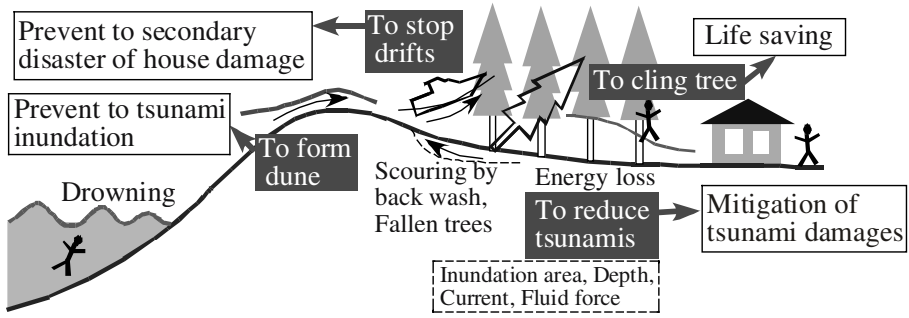 Prevent to secondary
disaster of house damage
To stop
drifts
Life saving
To cling tree
Prevent to tsunami
inundation
To form
dune
Drowning
Scouring by
back wash,
Fallen trees
Energy loss
To reduce
tsunamis
Mitigation of
tsunami damages
Inundation area, Depth,
Current, Fluid force